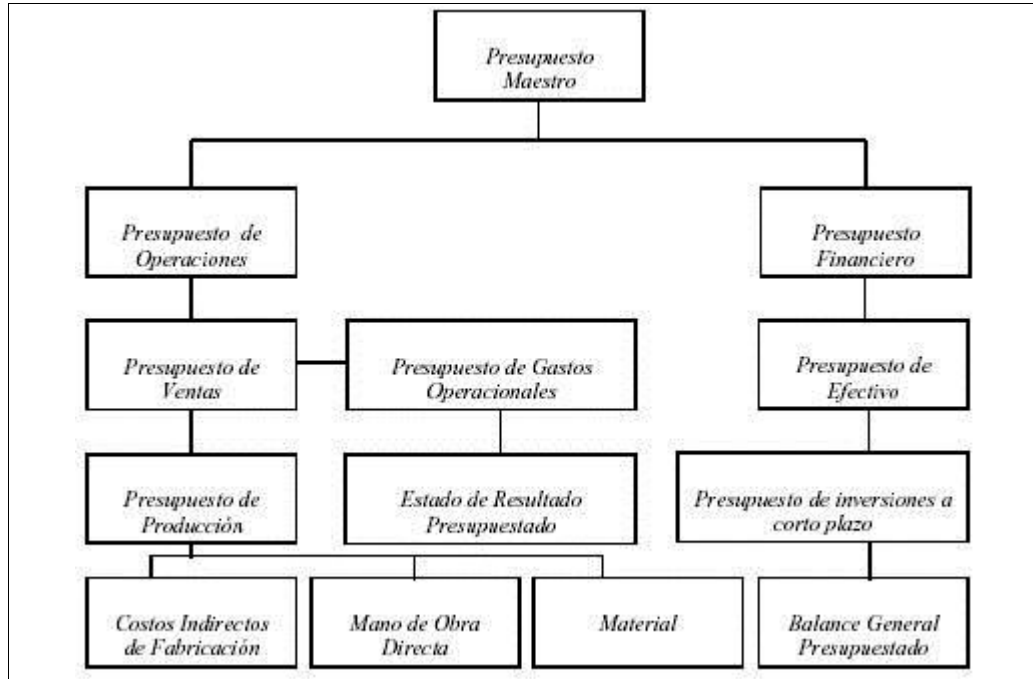 Presupuesto
Maestro
Presupuesto de
Operaciones
Presupuesto
Financiero
Presupuesto de
Ventas
Presupuesto de Gastos
Operacionales
Presupuesto de
Efectivo
Presupuesto de
Producción
Estado de Resultado
Presupuestado
Presupuesto de inversiones a
corto plazo
Costos Indirectos
de Fabricación
Mano de Obra
Directa
Material
Balance General
Presupuestado